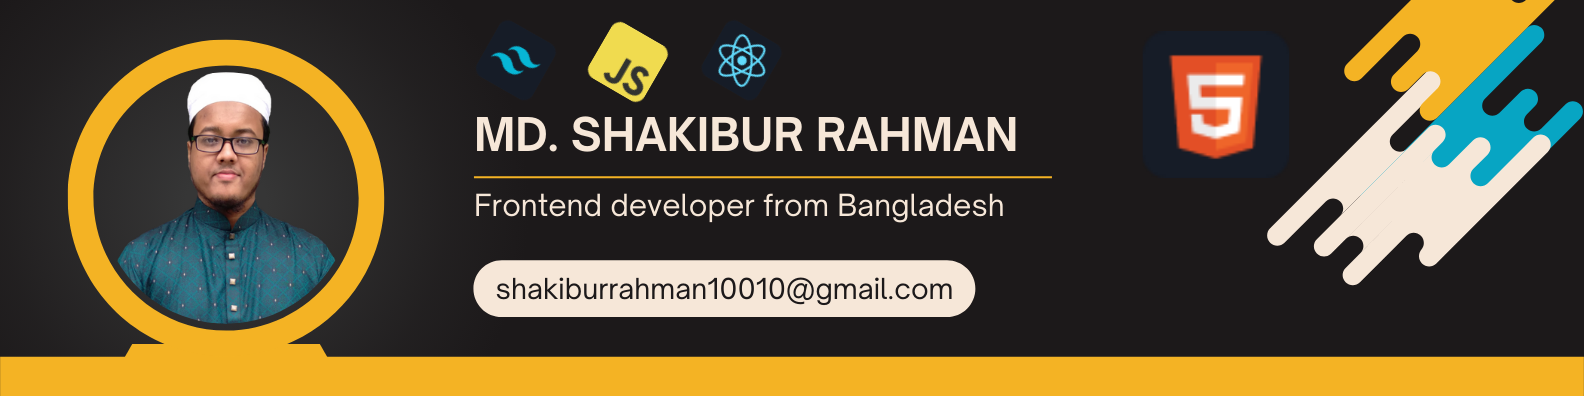 JS
MD. SHAKIBUR RAHMAN
5
Frontend developer from Bangladesh
shakiburrahman10010@gmail.com